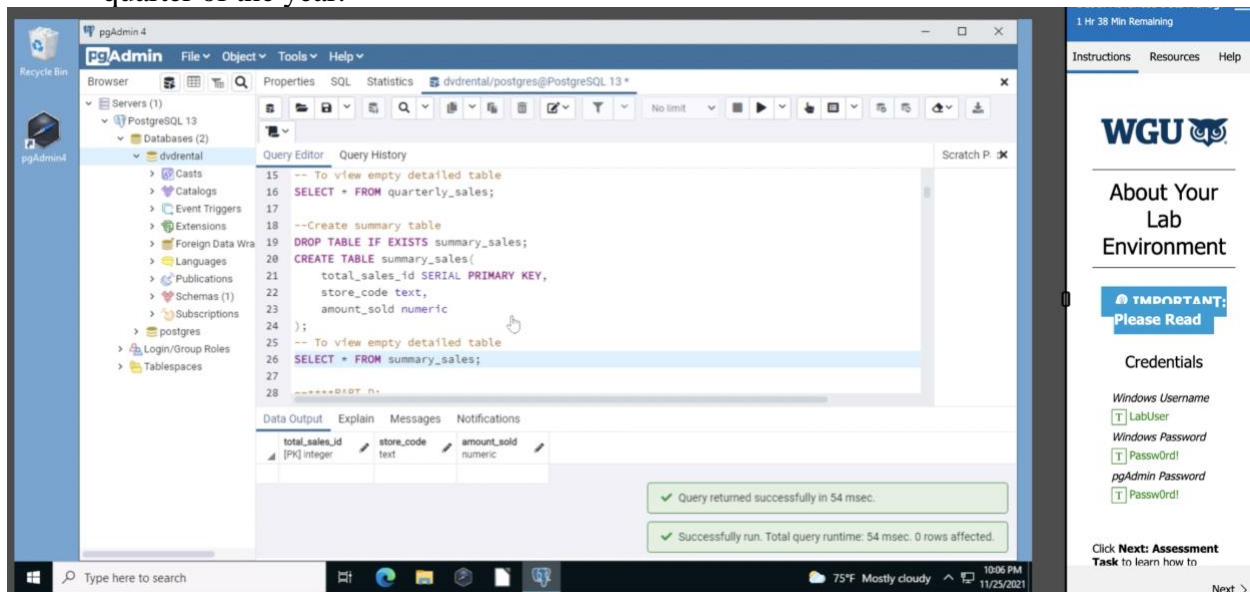 quarter of the year.
pgAdmin 4
1 Hr 38 Min Remaining
Recycle Bin
pgAdmin4
PgAdmin File Object Tools Help
Instructions Resources Help
Browser
Properties SQL Statistics dvdrental/postgres@PostgreSQL 13 *
No limit
Servers (1)
PostgreSQL 13
Databases (2)
dvdrental
Casts
Catalogs
Event Triggers
Extensions
Foreign Data Wra
Languages
Publications
Schemas (1)
Subscriptions
postgres
Login/Group Roles
Tablespaces
Query Editor Query History
Scratch P
15 -- To view empty detailed table
16 SELECT * FROM quarterly_sales;
17
18 --Create summary table
19 DROP TABLE IF EXISTS summary_sales;
20 CREATE TABLE summary_sales(
21 total_sales_id SERIAL PRIMARY KEY,
22 store_code text,
23 amount_sold numeric
24 );
25 -- To view empty detailed table
26 SELECT * FROM summary_sales;
27
28
Data Output Explain Messages Notifications
total_sales_id store_code amount_sold
[PK] integer text numeric
Query returned successfully in 54 msec.
Successfully run. Total query runtime: 54 msec. 0 rows affected.
WGU
About Your
Lab
Environment
IMPORTANT:
Please Read
Credentials
Windows Username
T LabUser
Windows Password
T Passw0rd!
pgAdmin Password
T Passw0rd!
Click Next: Assessment
Task to learn how to
Next >
Type here to search
75°F Mostly cloudy
10:06 PM
11/25/2021